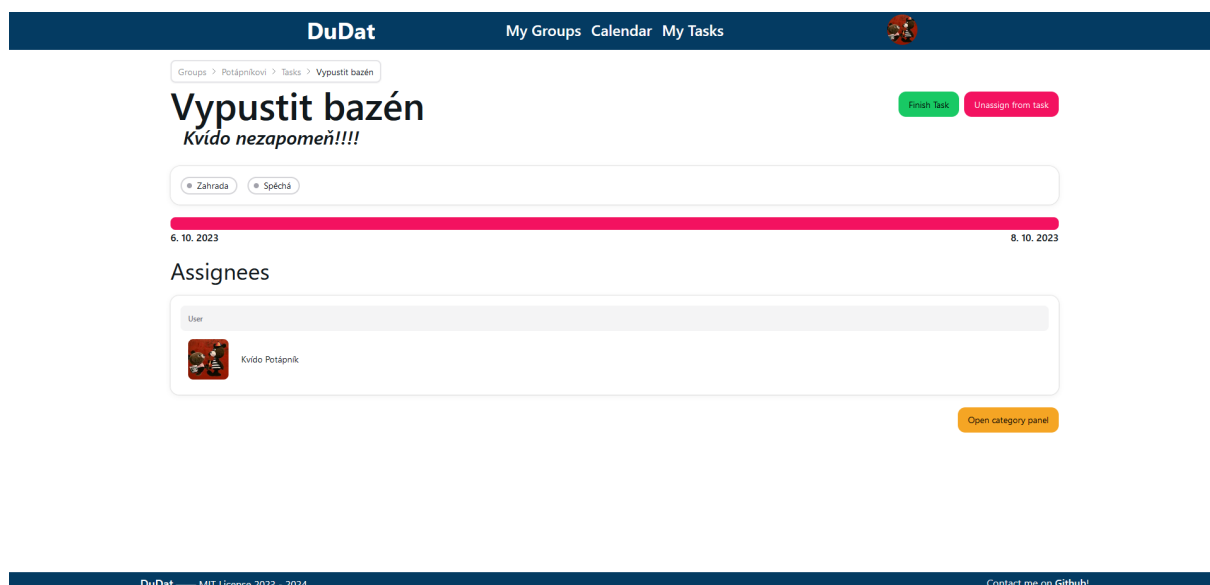 DuDat My Groups Calendar My Tasks
Groups > Potápníkovi > Tasks > Vypustit bazén
Vypustit bazén
Finish Task Unassign from task
Kvído nezapomeň!!!!
Zahrada Spěchá
6. 10. 2023 8. 10. 2023
Assignees
User
Kvído Potápník
Open category panel
DuDat —— MIT License 2023 - 2024 Contact me on Github!